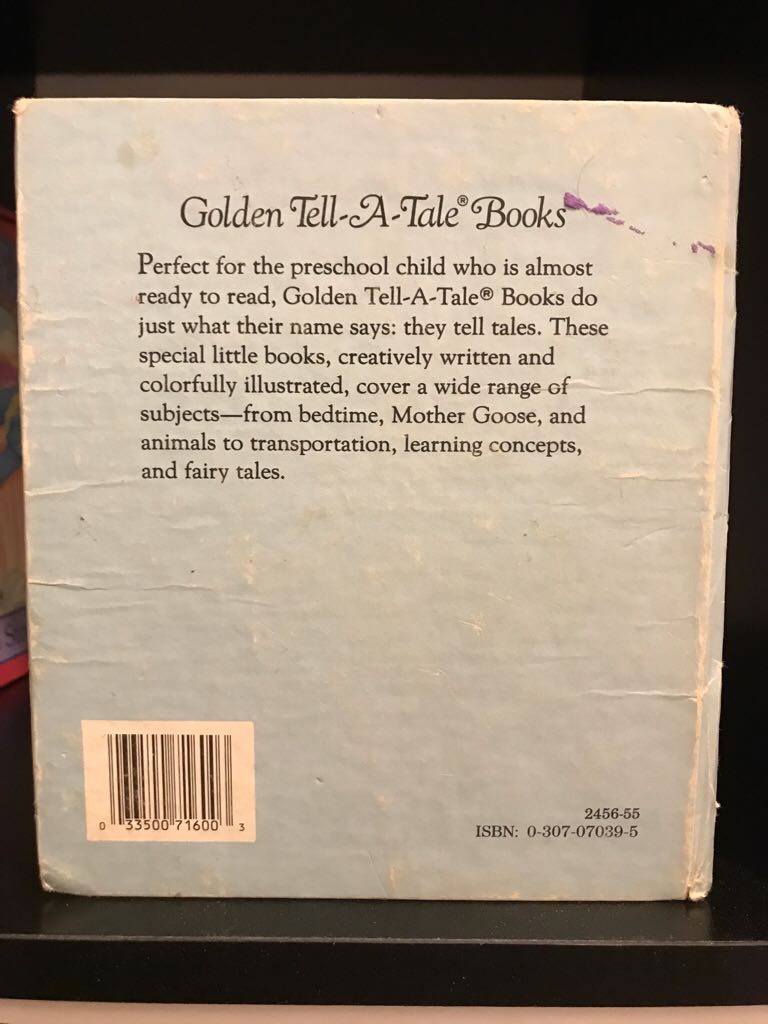 Golden Tell-A-Tale® Books
Perfect for the preschool child who is almost
ready to read, Golden Tell-A-Tale® Books do
just what their name says: they tell tales. These
special little books, creatively written and
colorfully illustrated, cover a wide range of
subjects—from bedtime, Mother Goose, and
animals to transportation, learning concepts,
and fairy tales.
0 33500 71600 3
2456-55
ISBN: 0-307-07039-5